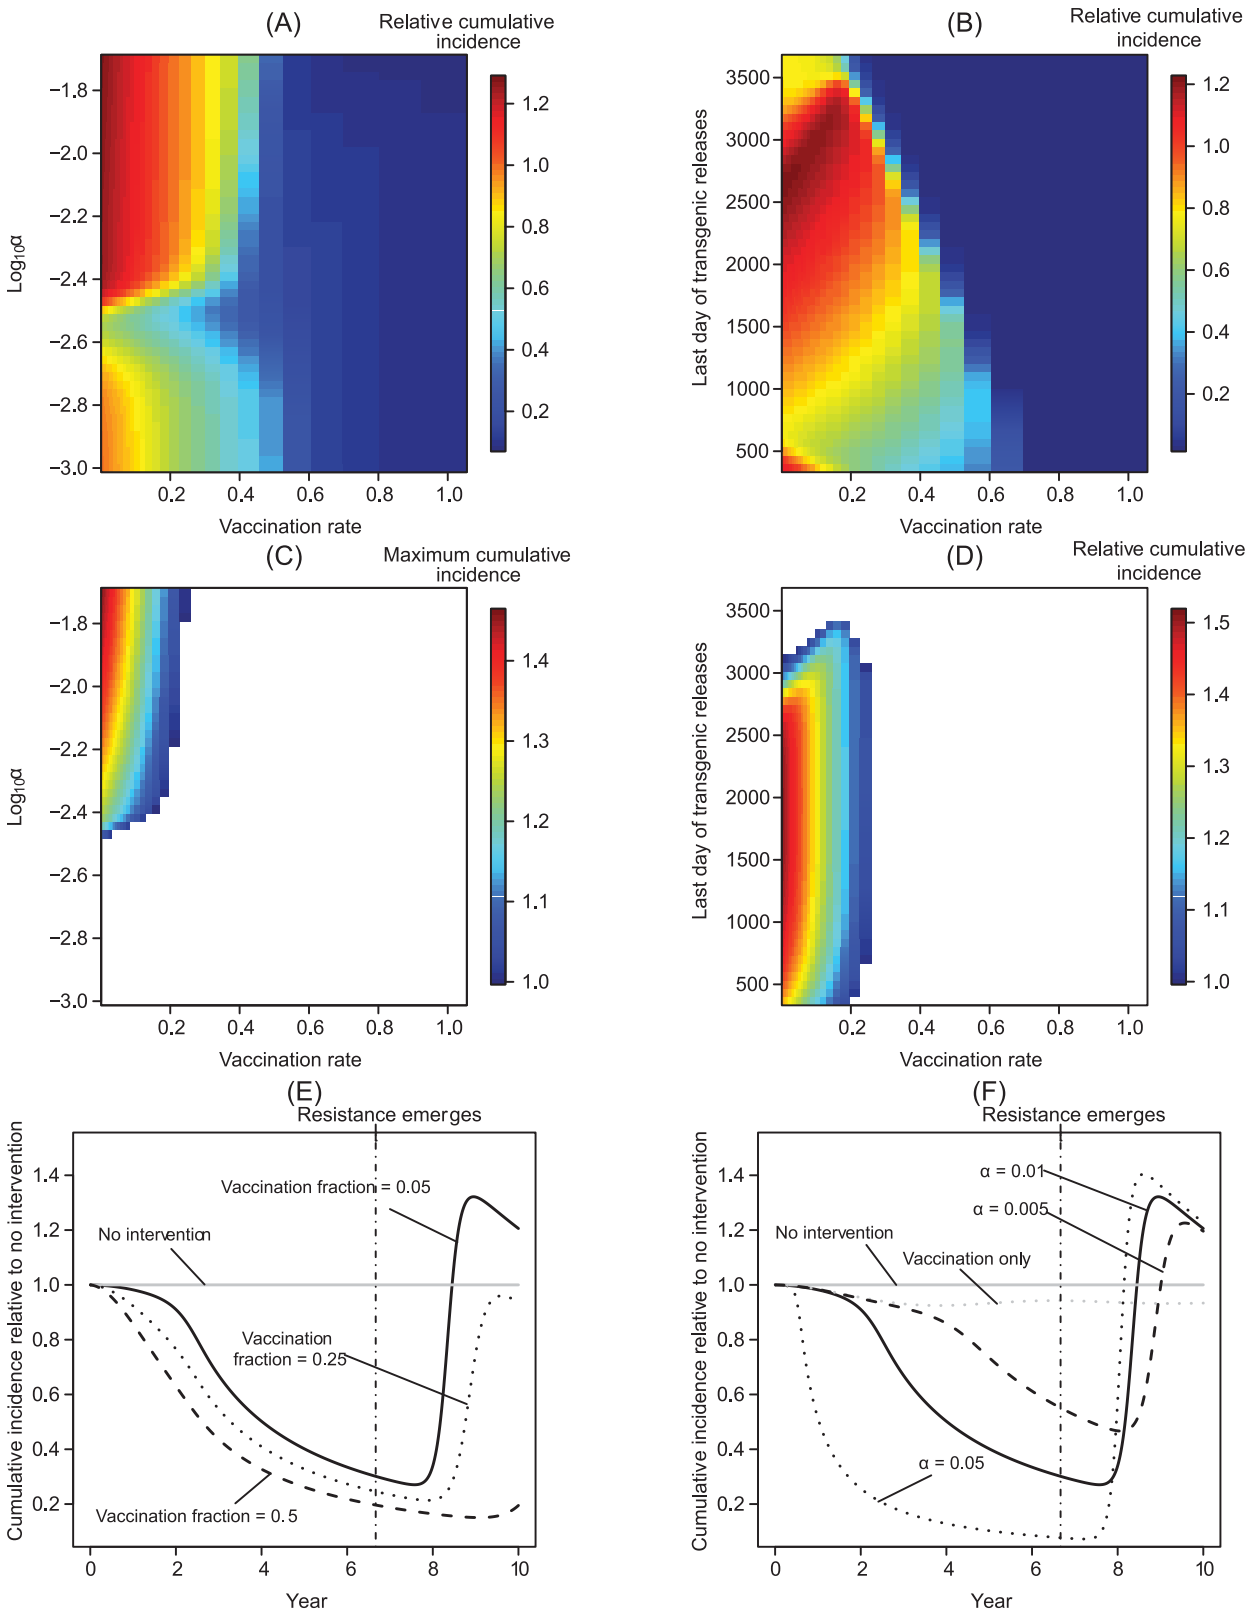 (A)
Relative cumulative
incidence
−1.8
−2.0
−2.2
−2.4
−2.6
−2.8
−3.0
Log10α
0.2 0.4 0.6 0.8 1.0
Vaccination rate
1.2
1.0
0.8
0.6
0.4
0.2
(B)
Relative cumulative
incidence
3500
3000
2500
2000
1500
1000
500
Last day of transgenic releases
0.2 0.4 0.6 0.8 1.0
Vaccination rate
1.2
1.0
0.8
0.6
0.4
0.2
(C)
Maximum cumulative
incidence
−1.8
−2.0
−2.2
−2.4
−2.6
−2.8
−3.0
Log10α
0.2 0.4 0.6 0.8 1.0
Vaccination rate
1.4
1.3
1.2
1.1
1.0
(D)
Relative cumulative
incidence
3500
3000
2500
2000
1500
1000
500
Last day of transgenic releases
0.2 0.4 0.6 0.8 1.0
Vaccination rate
1.5
1.4
1.3
1.2
1.1
1.0
(E)
Resistance emerges
Cumulative incidence relative to no intervention
1.4
1.2
1.0
0.8
0.6
0.4
0.2
Vaccination fraction = 0.05
No intervention
Vaccination
fraction = 0.25
Vaccination fraction = 0.5
0 2 4 6 8 10
Year
(F)
Resistance emerges
Cumulative incidence relative to no intervention
1.4
1.2
1.0
0.8
0.6
0.4
0.2
α = 0.01
α = 0.005
No intervention
Vaccination only
α = 0.05
0 2 4 6 8 10
Year